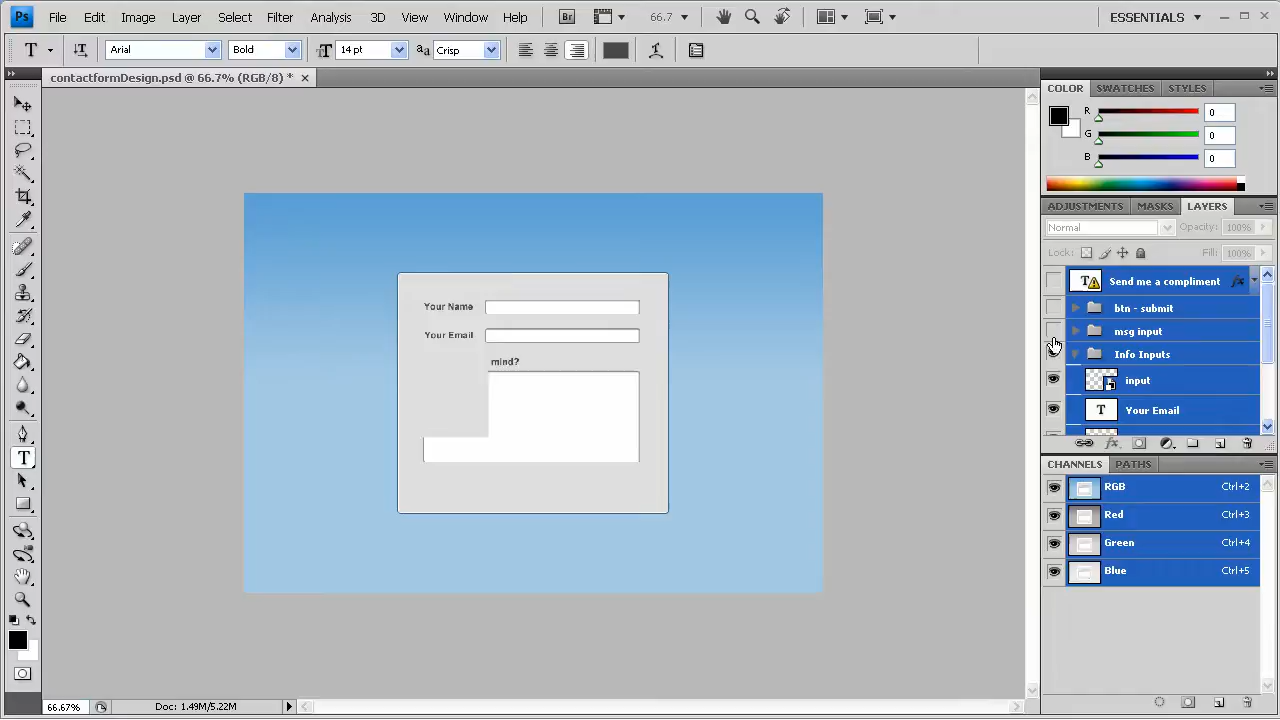 Ps File Edit Image Layer Select Filter Analysis 3D View Window Help Br 66.7 ESSENTIALS
T Arial Bold 14 pt aa Crisp
contactformDesign.psd @ 66.7% (RGB/8) *
COLOR SWATCHES STYLES
R 0
G 0
B 0
ADJUSTMENTS MASKS LAYERS
Normal Opacity: 100%
Lock: Fill: 100%
T Send me a compliment fx
btn - submit
msg input
Info Inputs
input
T Your Email
fx
CHANNELS PATHS
RGB Ctrl+2
Red Ctrl+3
Green Ctrl+4
Blue Ctrl+5
Your Name
Your Email
mind?
T
66.67% Doc: 1.49M/5.22M